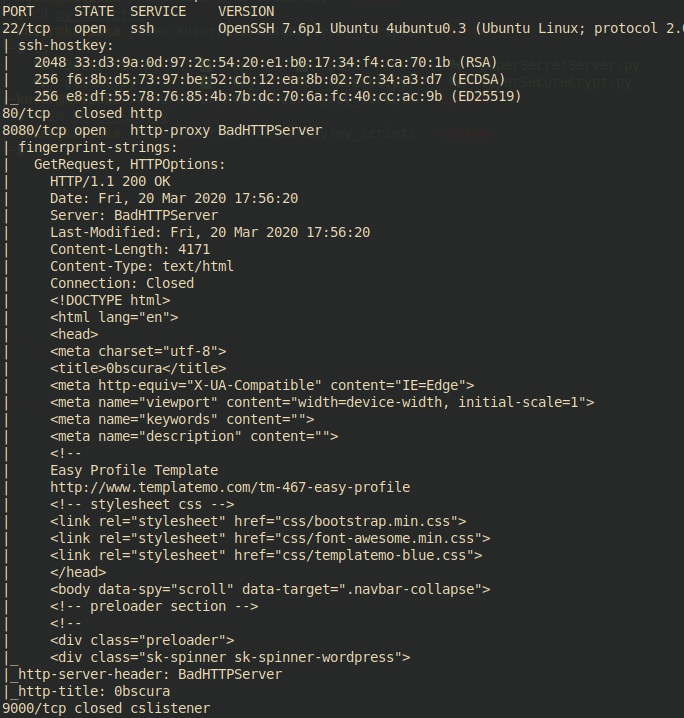 PORT     STATE  SERVICE    VERSION
22/tcp   open   ssh        OpenSSH 7.6p1 Ubuntu 4ubuntu0.3 (Ubuntu Linux; protocol 2.
| ssh-hostkey:
|   2048 33:d3:9a:0d:97:2c:54:20:e1:b0:17:34:f4:ca:70:1b (RSA)
|   256 f6:8b:d5:73:97:be:52:cb:12:ea:8b:02:7c:34:a3:d7 (ECDSA)
|_  256 e8:df:55:78:76:85:4b:7b:dc:70:6a:fc:40:cc:ac:9b (ED25519)
80/tcp   closed http
8080/tcp open   http-proxy BadHTTPServer
| fingerprint-strings:
|   GetRequest, HTTPOptions:
|     HTTP/1.1 200 OK
|     Date: Fri, 20 Mar 2020 17:56:20
|     Server: BadHTTPServer
|     Last-Modified: Fri, 20 Mar 2020 17:56:20
|     Content-Length: 4171
|     Content-Type: text/html
|     Connection: Closed
|     <!DOCTYPE html>
|     <html lang="en">
|     <head>
|     <meta charset="utf-8">
|     <title>0bscura</title>
|     <meta http-equiv="X-UA-Compatible" content="IE=Edge">
|     <meta name="viewport" content="width=device-width, initial-scale=1">
|     <meta name="keywords" content="">
|     <meta name="description" content="">
|     <!--
|     Easy Profile Template
|     http://www.templatemo.com/tm-467-easy-profile
|     <!-- stylesheet css -->
|     <link rel="stylesheet" href="css/bootstrap.min.css">
|     <link rel="stylesheet" href="css/font-awesome.min.css">
|     <link rel="stylesheet" href="css/templatemo-blue.css">
|     </head>
|     <body data-spy="scroll" data-target=".navbar-collapse">
|     <!-- preloader section -->
|     <!--
|     <div class="preloader">
|_    <div class="sk-spinner sk-spinner-wordpress">
|_http-server-header: BadHTTPServer
|_http-title: 0bscura
9000/tcp closed cslistener